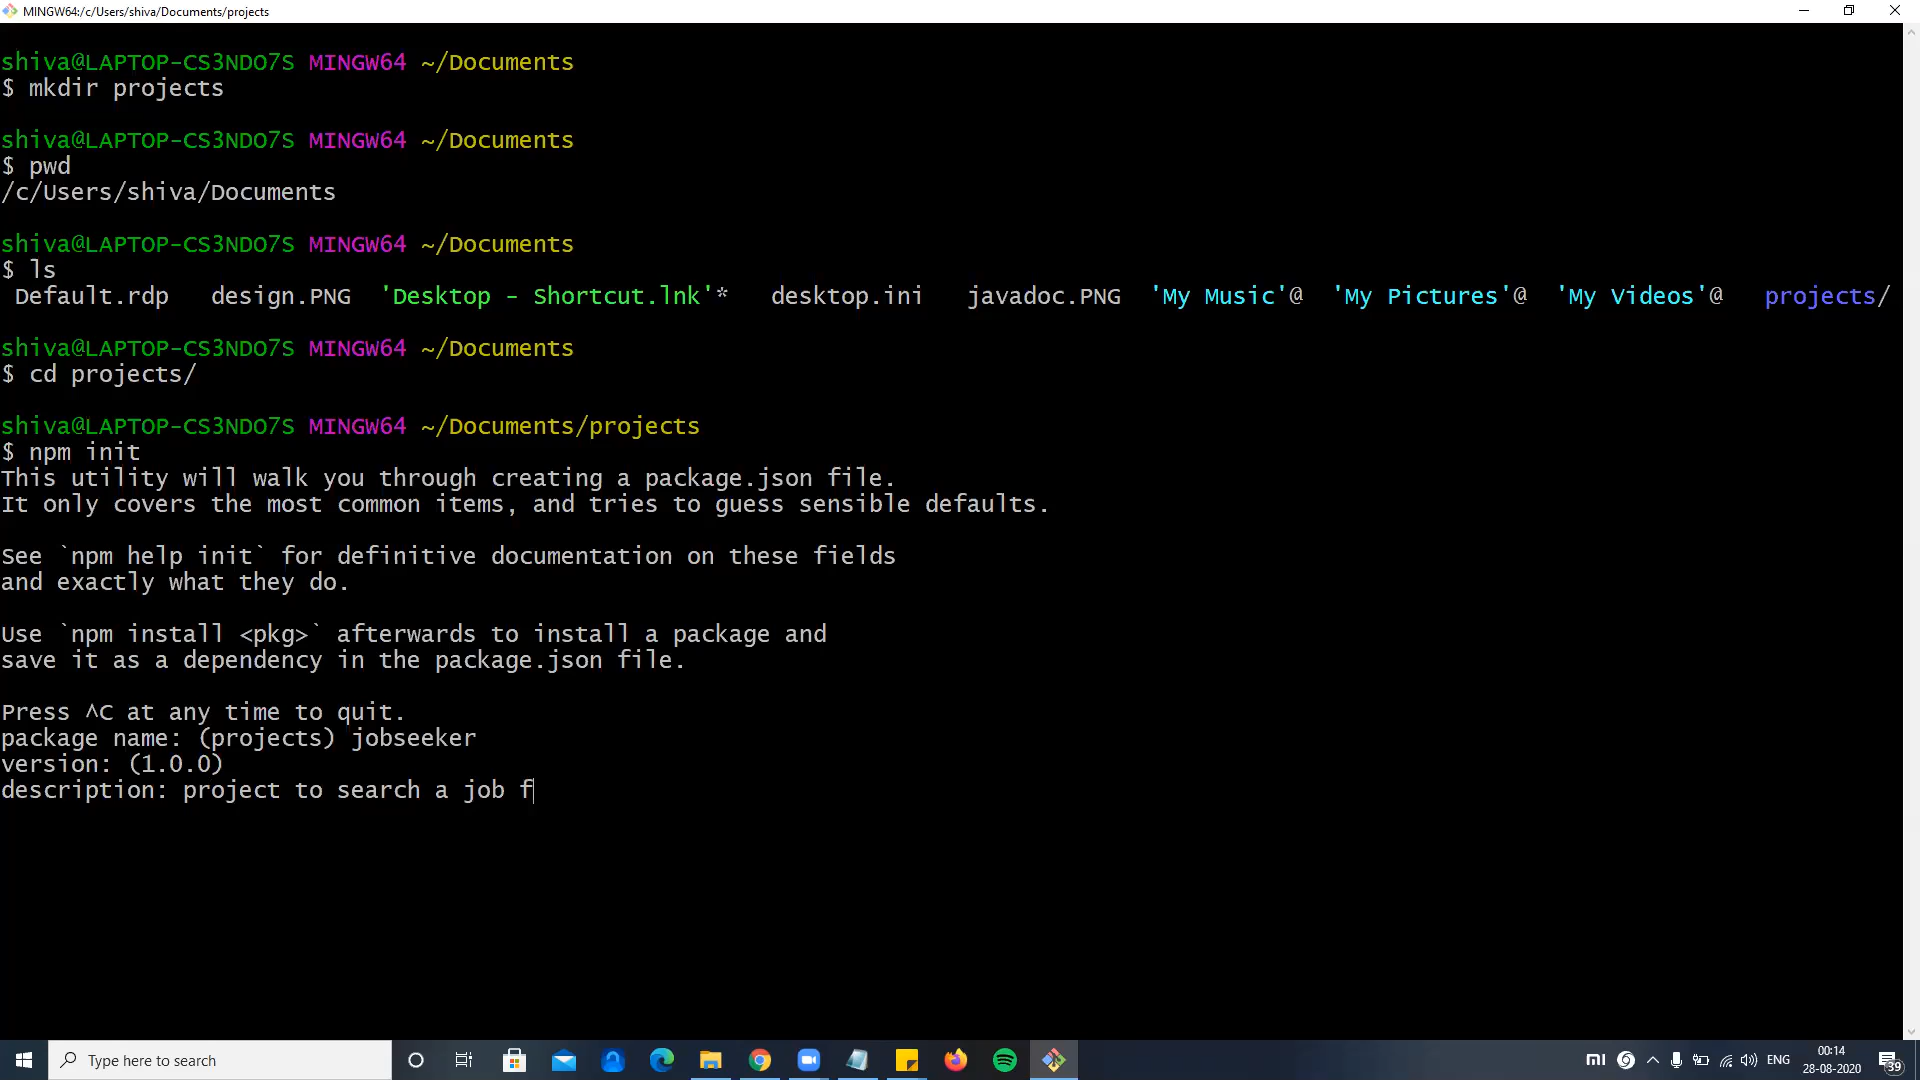 MINGW64:/c/Users/shiva/Documents/projects
shiva@LAPTOP-CS3NDO7S MINGW64 ~/Documents
$ mkdir projects
shiva@LAPTOP-CS3NDO7S MINGW64 ~/Documents
$ pwd
/c/Users/shiva/Documents
shiva@LAPTOP-CS3NDO7S MINGW64 ~/Documents
$ ls
Default.rdp design.PNG 'Desktop - Shortcut.lnk'* desktop.ini javadoc.PNG 'My Music'@ 'My Pictures'@ 'My Videos'@ projects/
shiva@LAPTOP-CS3NDO7S MINGW64 ~/Documents
$ cd projects/
shiva@LAPTOP-CS3NDO7S MINGW64 ~/Documents/projects
$ npm init
This utility will walk you through creating a package.json file.
It only covers the most common items, and tries to guess sensible defaults.
See `npm help init` for definitive documentation on these fields
and exactly what they do.
Use `npm install <pkg>` afterwards to install a package and
save it as a dependency in the package.json file.
Press ^C at any time to quit.
package name: (projects) jobseeker
version: (1.0.0)
description: project to search a job f
Type here to search
ENG
00:14
28-08-2020
39